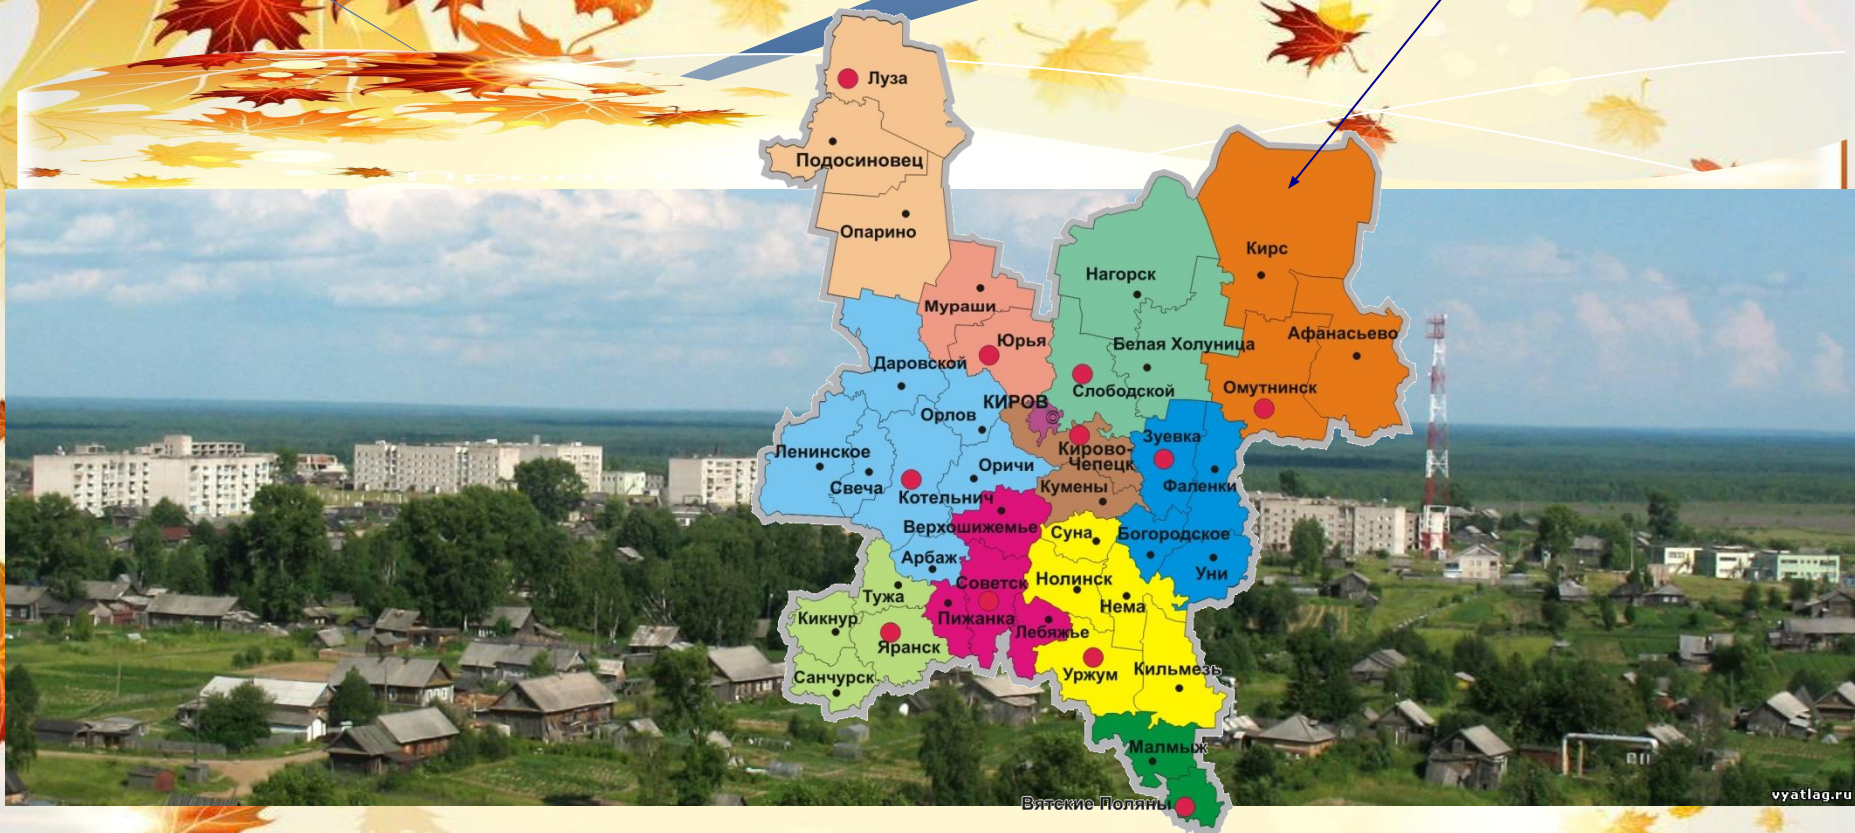 Луза
Подосиновец
Опарино
Кирс
Нагорск
Мураши
Афанасьево
Юрья
Белая Холуница
Даровской
Омутнинск
Слободской
КИРОВ
Орлов
Зуевка
Ленинское
Кирово-
Чепецк
Оричи
Свеча
Кумены
Фаленки
Котельнич
Верхошижемье
Суна
Богородское
Арбаж
Уни
Советск
Нолинск
Тужа
Нема
Кикнур
Пижанка
Лебяжье
Яранск
Уржум
Кильмезь
Санчурск
Малмыж
Вятские Поляны
vyatlag.ru